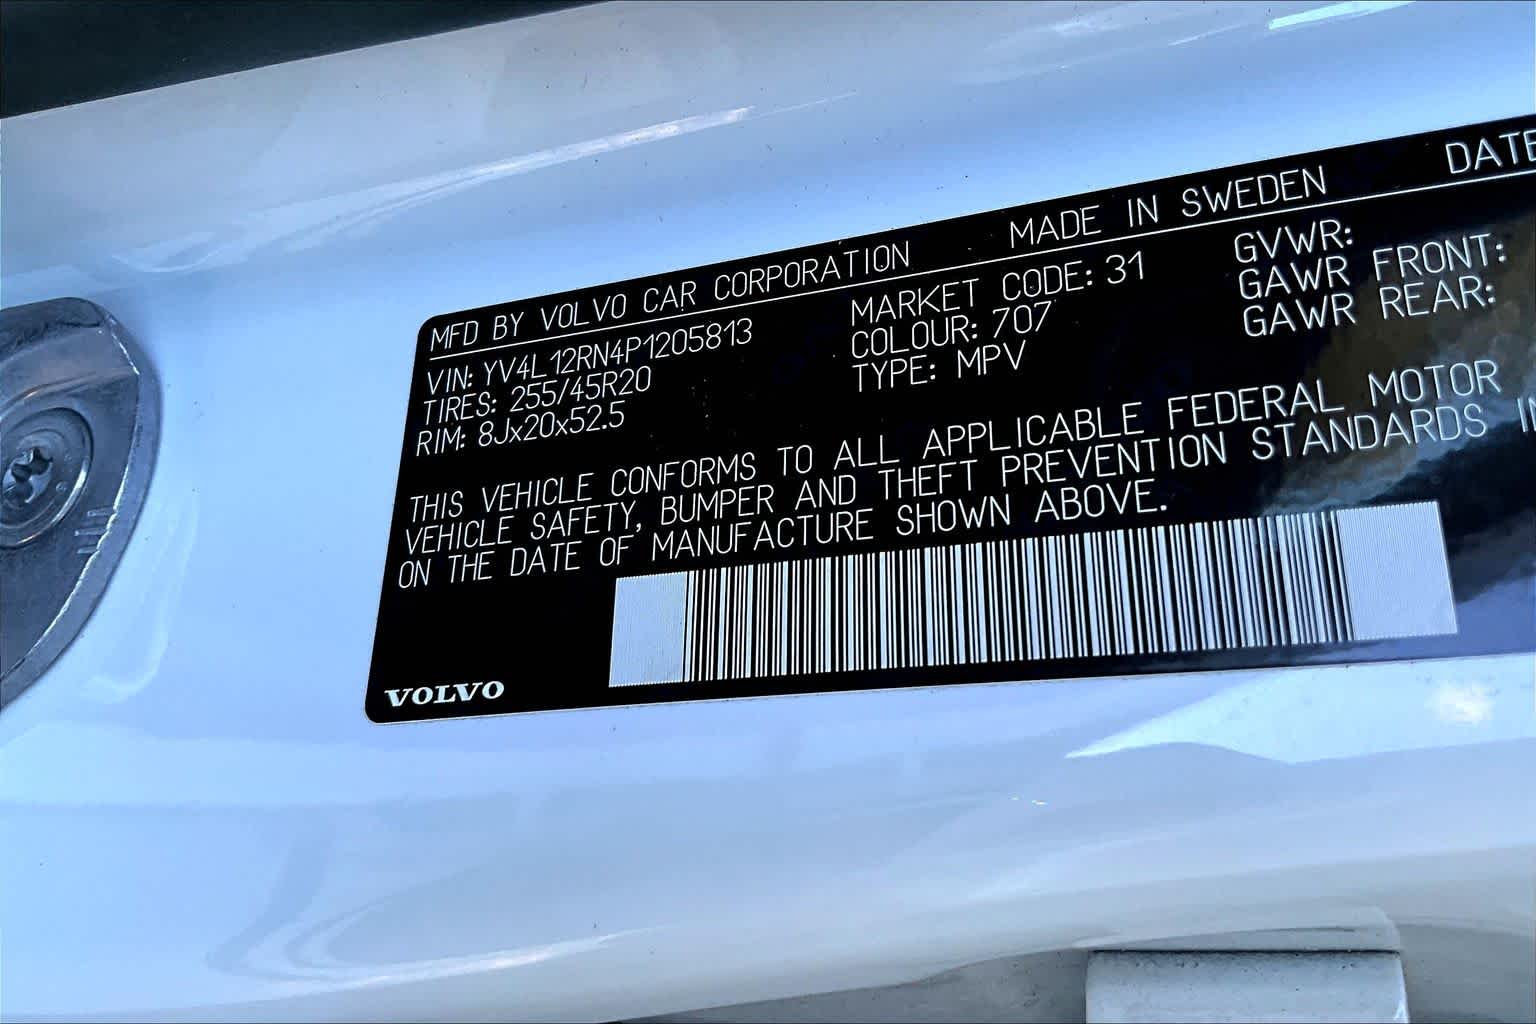 MFD BY VOLVO CAR CORPORATION MADE IN SWEDEN DATE
VIN: YV4L12RN4P1205813 MARKET CODE: 31 GVWR:
TIRES: 255/45R20 COLOUR: 707 GAWR FRONT:
RIM: 8Jx20x52.5 TYPE: MPV GAWR REAR:
THIS VEHICLE CONFORMS TO ALL APPLICABLE FEDERAL MOTOR
VEHICLE SAFETY, BUMPER AND THEFT PREVENTION STANDARDS IN
ON THE DATE OF MANUFACTURE SHOWN ABOVE.
VOLVO